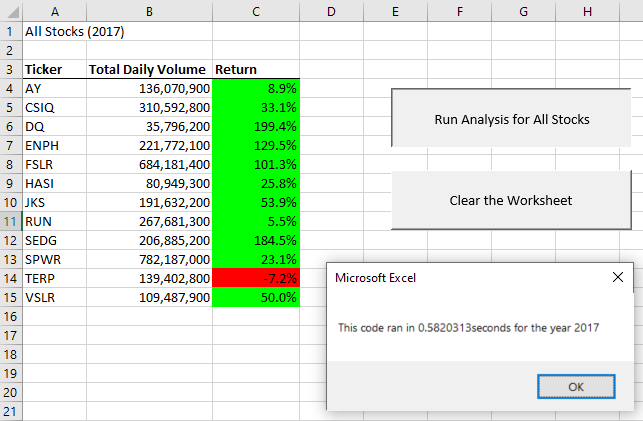 A B C D E F G H
1 All Stocks (2017)
2
3 Ticker Total Daily Volume Return
4 AY 136,070,900 8.9%
5 CSIQ 310,592,800 33.1%
6 DQ 35,796,200 199.4%
7 ENPH 221,772,100 129.5%
8 FSLR 684,181,400 101.3%
9 HASI 80,949,300 25.8%
10 JKS 191,632,200 53.9%
11 RUN 267,681,300 5.5%
12 SEDG 206,885,200 184.5%
13 SPWR 782,187,000 23.1%
14 TERP 139,402,800 -7.2%
15 VSLR 109,487,900 50.0%
16
17
18
19
20
21
Run Analysis for All Stocks
Clear the Worksheet
Microsoft Excel
This code ran in 0.5820313seconds for the year 2017
OK